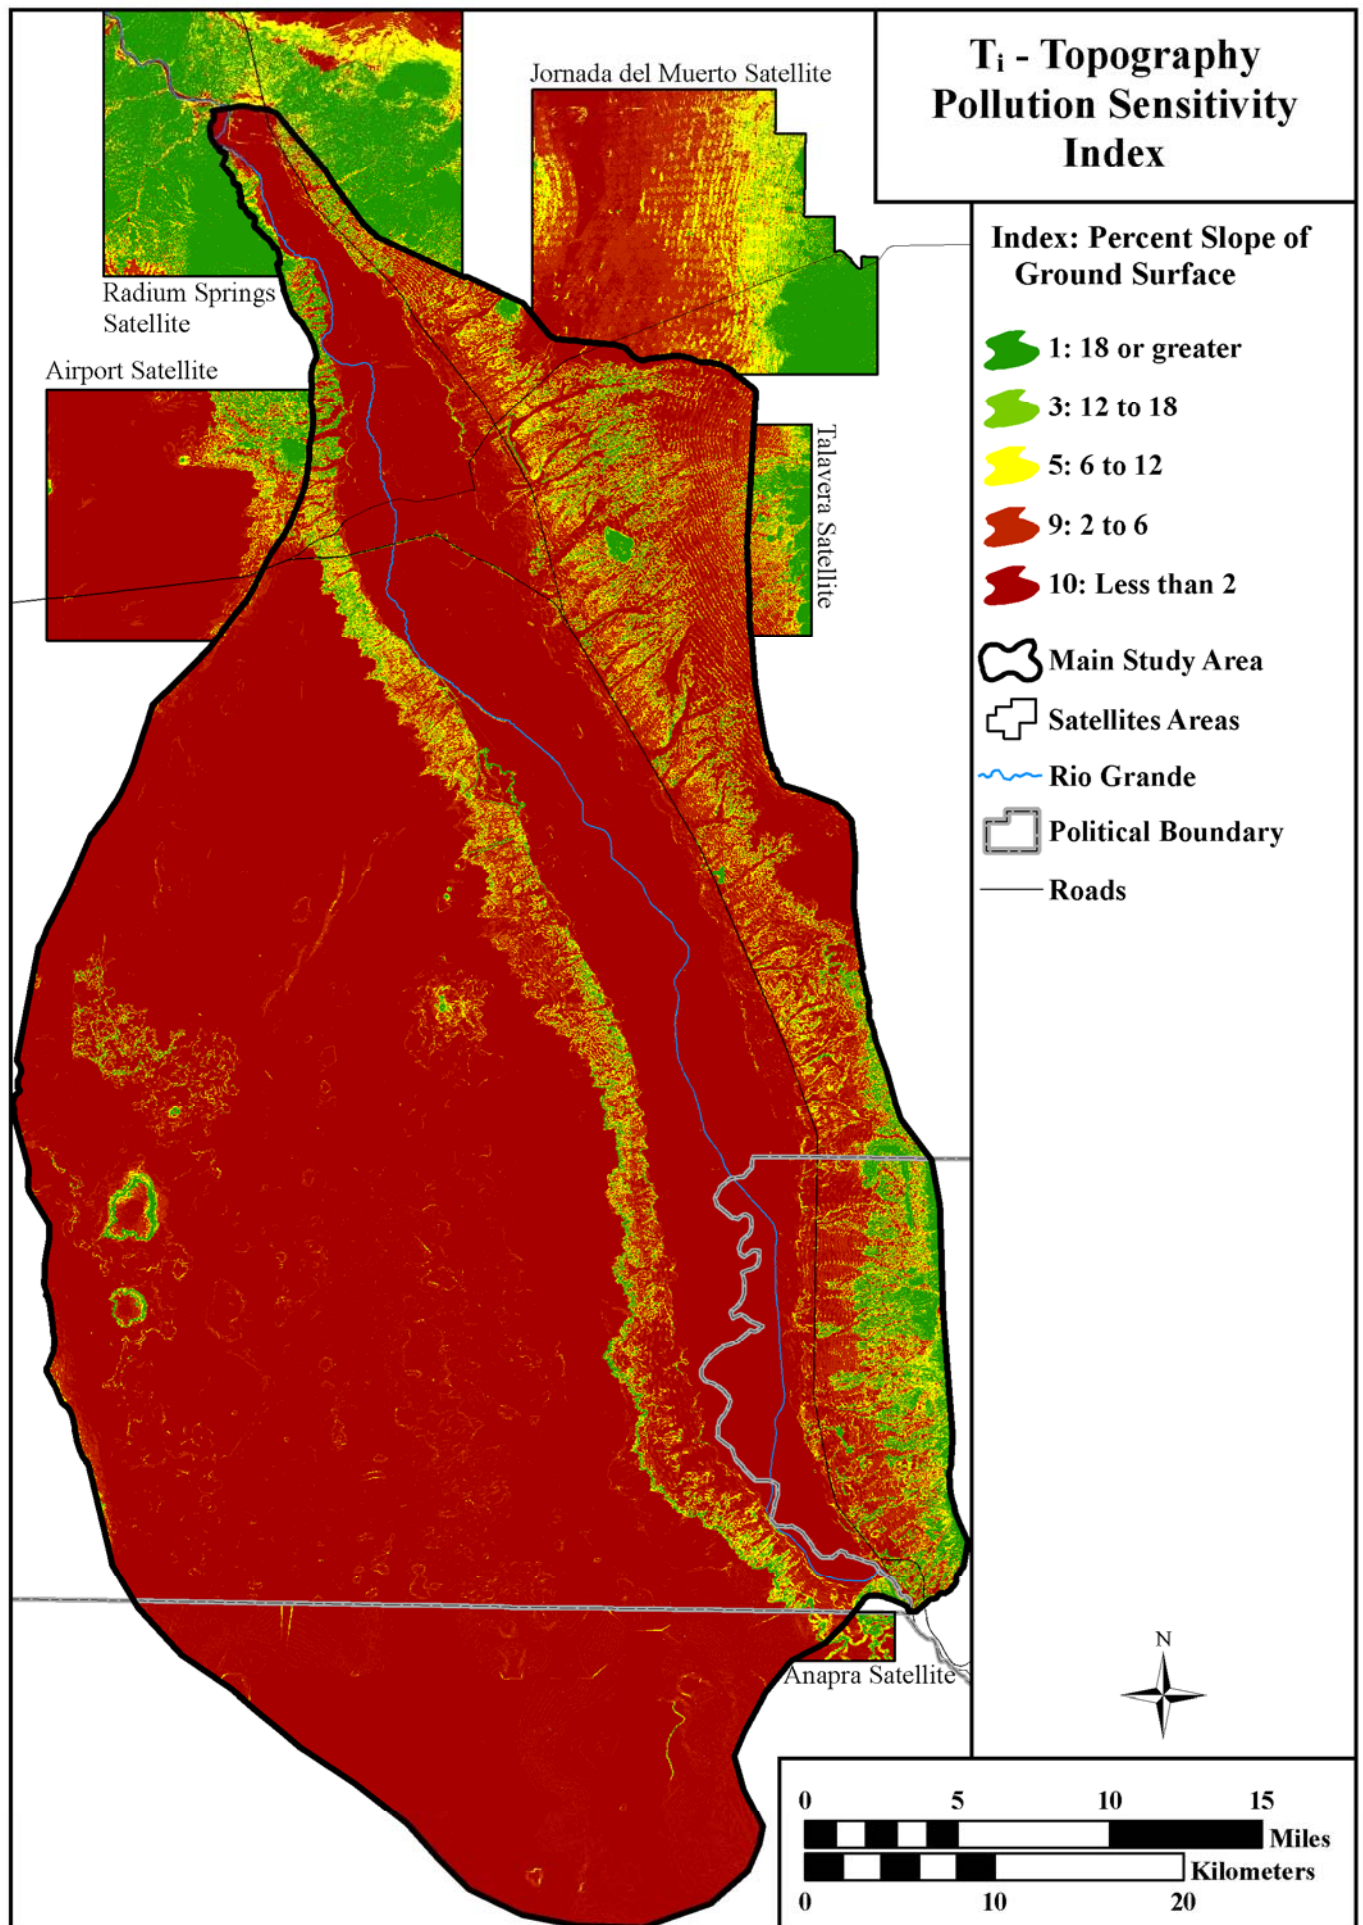 Tᵢ - Topography
Pollution Sensitivity
Index
Jornada del Muerto Satellite
Radium Springs
Satellite
Airport Satellite
Talavera Satellite
Anapra Satellite
Index: Percent Slope of
Ground Surface
1: 18 or greater
3: 12 to 18
5: 6 to 12
9: 2 to 6
10: Less than 2
Main Study Area
Satellites Areas
Rio Grande
Political Boundary
Roads
N
0 5 10 15
Miles
Kilometers
0 10 20